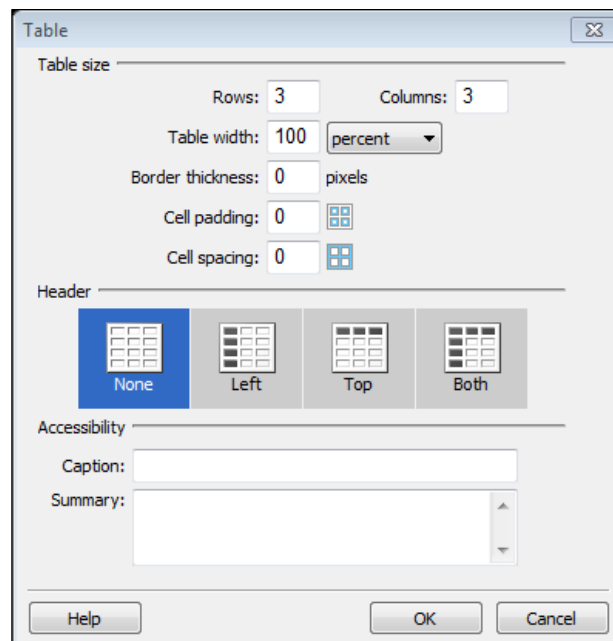 Table
Table size
Rows: 3 Columns: 3
Table width: 100 percent
Border thickness: 0 pixels
Cell padding: 0
Cell spacing: 0
Header
None Left Top Both
Accessibility
Caption:
Summary:
Help OK Cancel